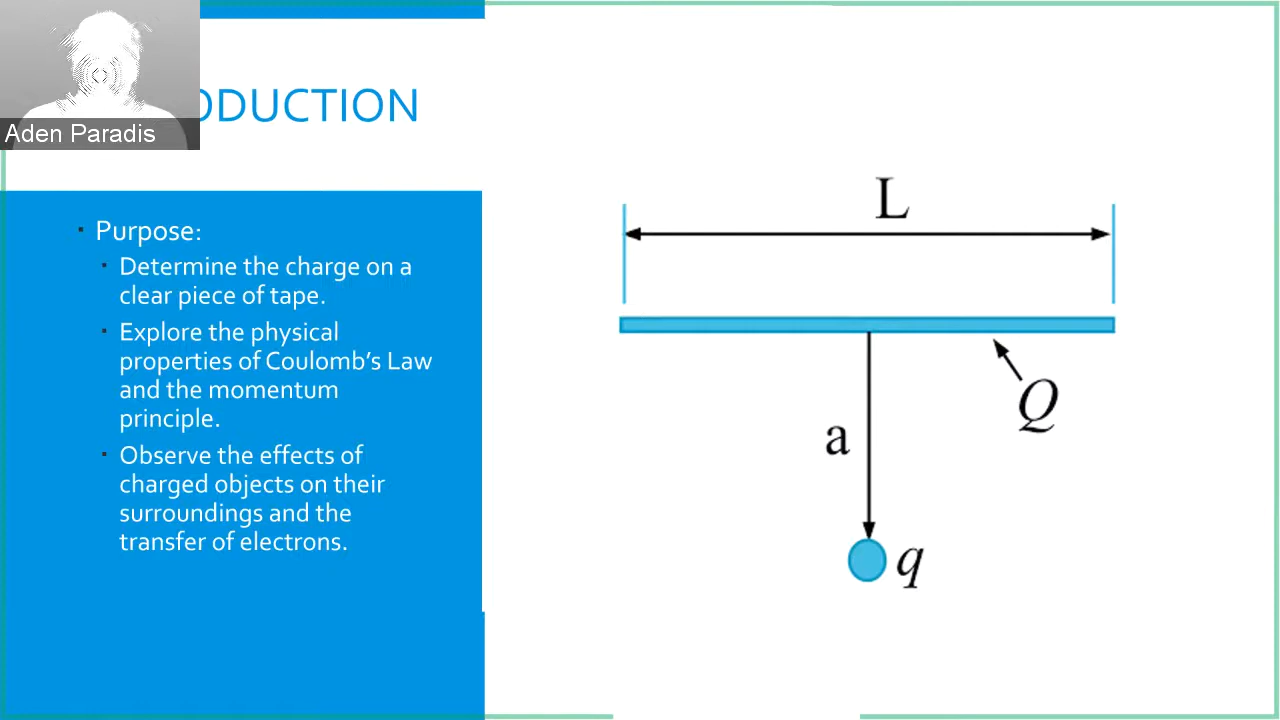 ODUCTION
Aden Paradis
Purpose:
Determine the charge on a
clear piece of tape.
Explore the physical
properties of Coulomb's Law
and the momentum
principle.
Observe the effects of
charged objects on their
surroundings and the
transfer of electrons.
L
Q
a
q